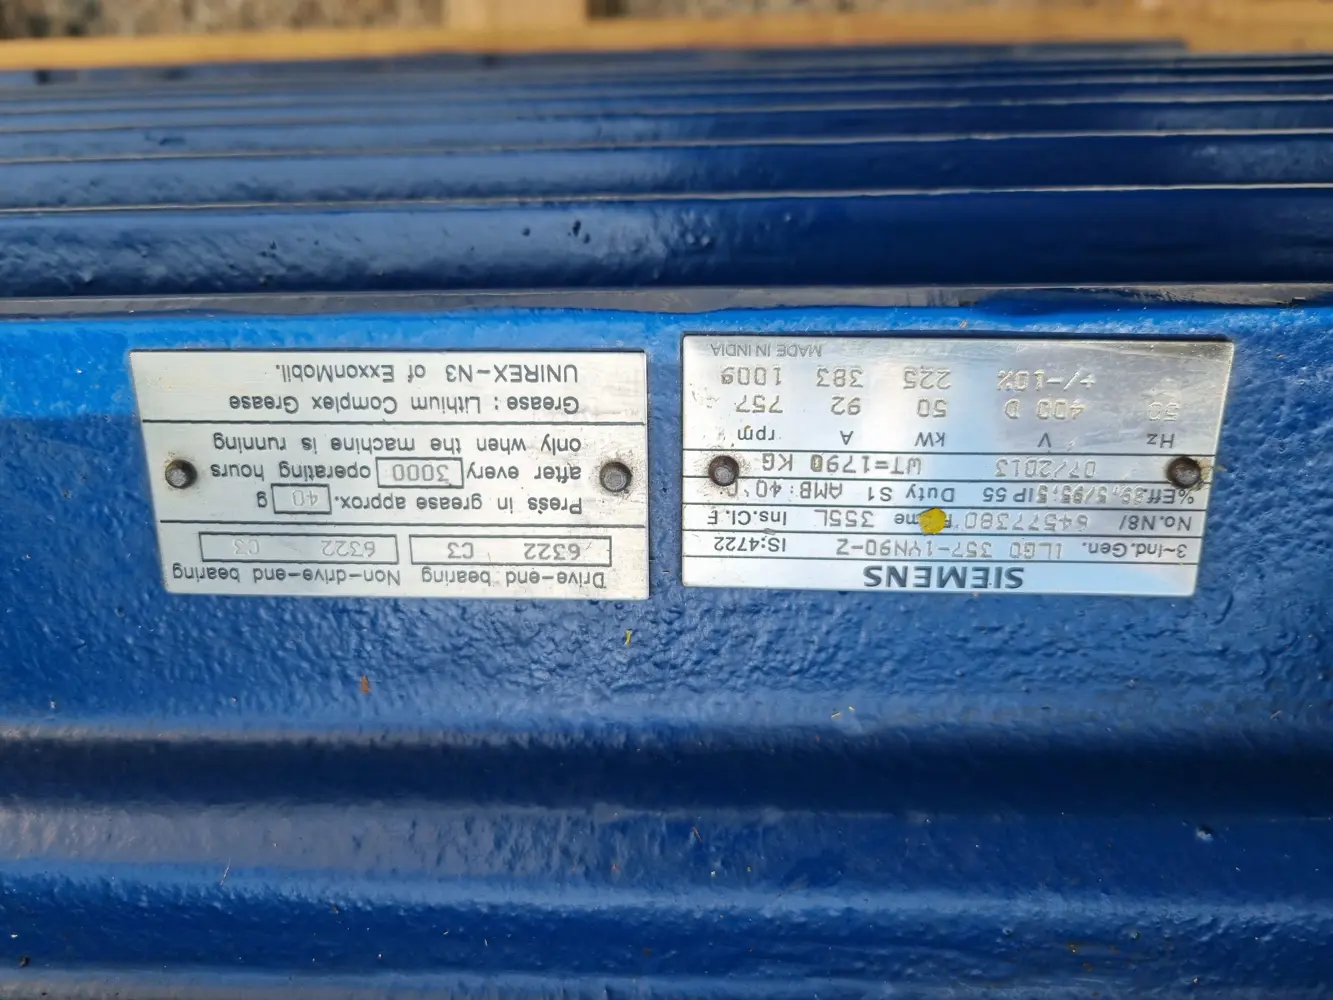 SIEMENS
3~Ind.Gen. 1LG0 357-1YN90-Z IS:4722
No.N8/ 64577380 355L Ins.Cl.F
%Eff.89,5/95,5 IP 55 Duty S1 AMB:40°C
07/2013 WT=1790 KG
Hz V kW A rpm
50 400 D 50 92 757
+/-10% 225 383 1009
MADE IN INDIA
Drive-end bearing Non-drive-end bearing
6322 C3 6322 C3
Press in grease approx. 40 g
after every 3000 operating hours
only when the machine is running
Grease : Lithium Complex Grease
UNIREX-N3 of ExxonMobil.